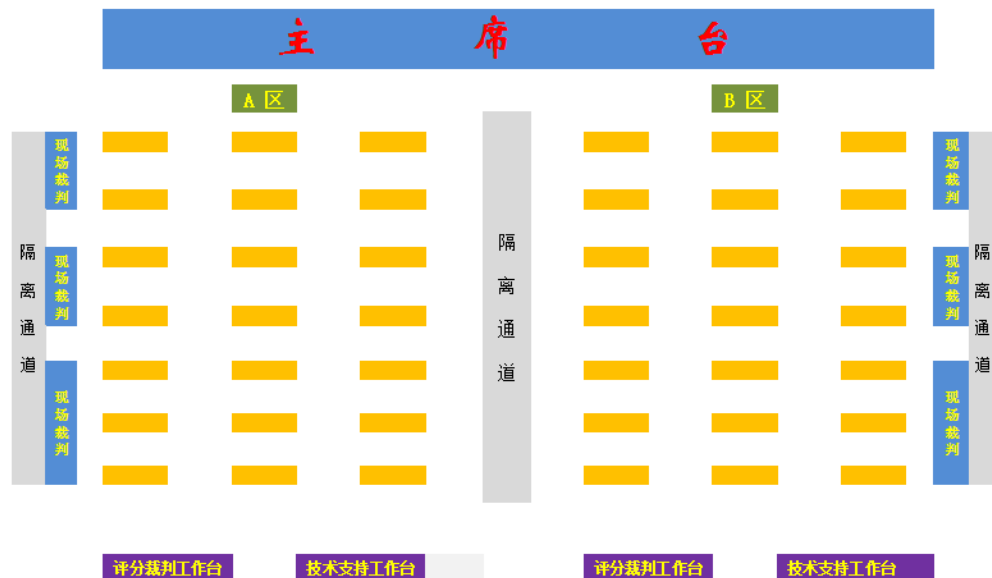 主席台
A 区
B 区
现场裁判
现场裁判
现场裁判
隔离通道
隔离通道
现场裁判
现场裁判
现场裁判
隔离通道
评分裁判工作台
技术支持工作台
评分裁判工作台
技术支持工作台